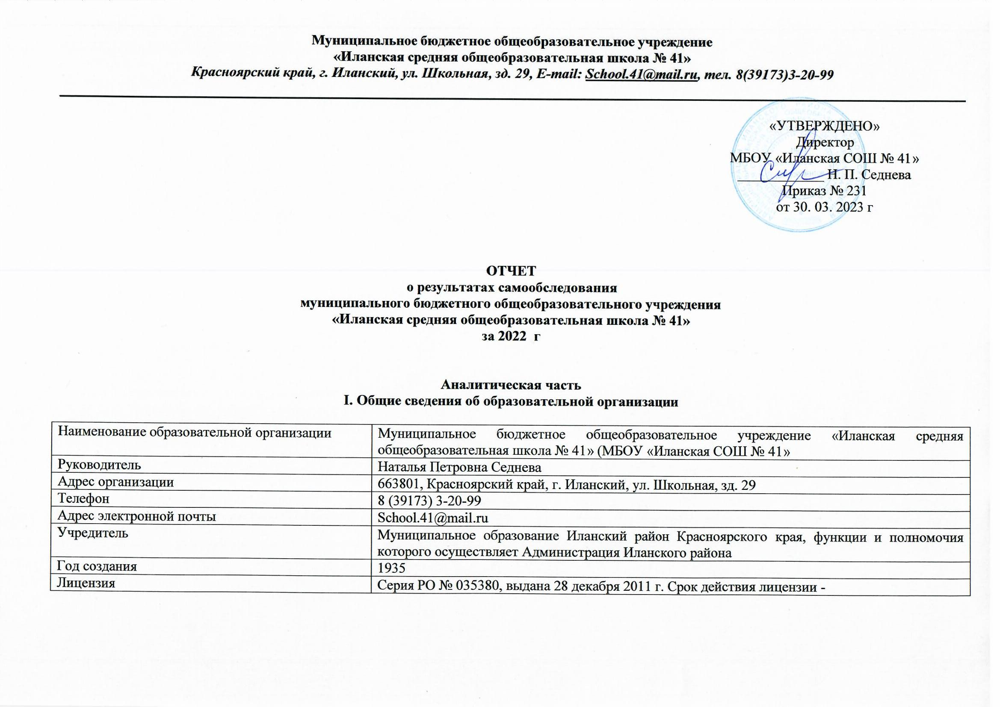 Муниципальное бюджетное общеобразовательное учреждение
«Иланская средняя общеобразовательная школа № 41»
Красноярский край, г. Иланский, ул. Школьная, зд. 29, E-mail: School.41@mail.ru, тел. 8(39173)3-20-99
«УТВЕРЖДЕНО»
Директор
МБОУ «Иланская СОШ № 41»
____________ Н. П. Седнева
Приказ № 231
от 30. 03. 2023 г
ОТЧЕТ
о результатах самообследования
муниципального бюджетного общеобразовательного учреждения
«Иланская средняя общеобразовательная школа № 41»
за 2022 г
Аналитическая часть
I. Общие сведения об образовательной организации
Наименование образовательной организации
Муниципальное бюджетное общеобразовательное учреждение «Иланская средняя
общеобразовательная школа № 41» (МБОУ «Иланская СОШ № 41»
Руководитель
Наталья Петровна Седнева
Адрес организации
663801, Красноярский край, г. Иланский, ул. Школьная, зд. 29
Телефон
8 (39173) 3-20-99
Адрес электронной почты
School.41@mail.ru
Учредитель
Муниципальное образование Иланский район Красноярского края, функции и полномочия
которого осуществляет Администрация Иланского района
Год создания
1935
Лицензия
Серия РО № 035380, выдана 28 декабря 2011 г. Срок действия лицензии -